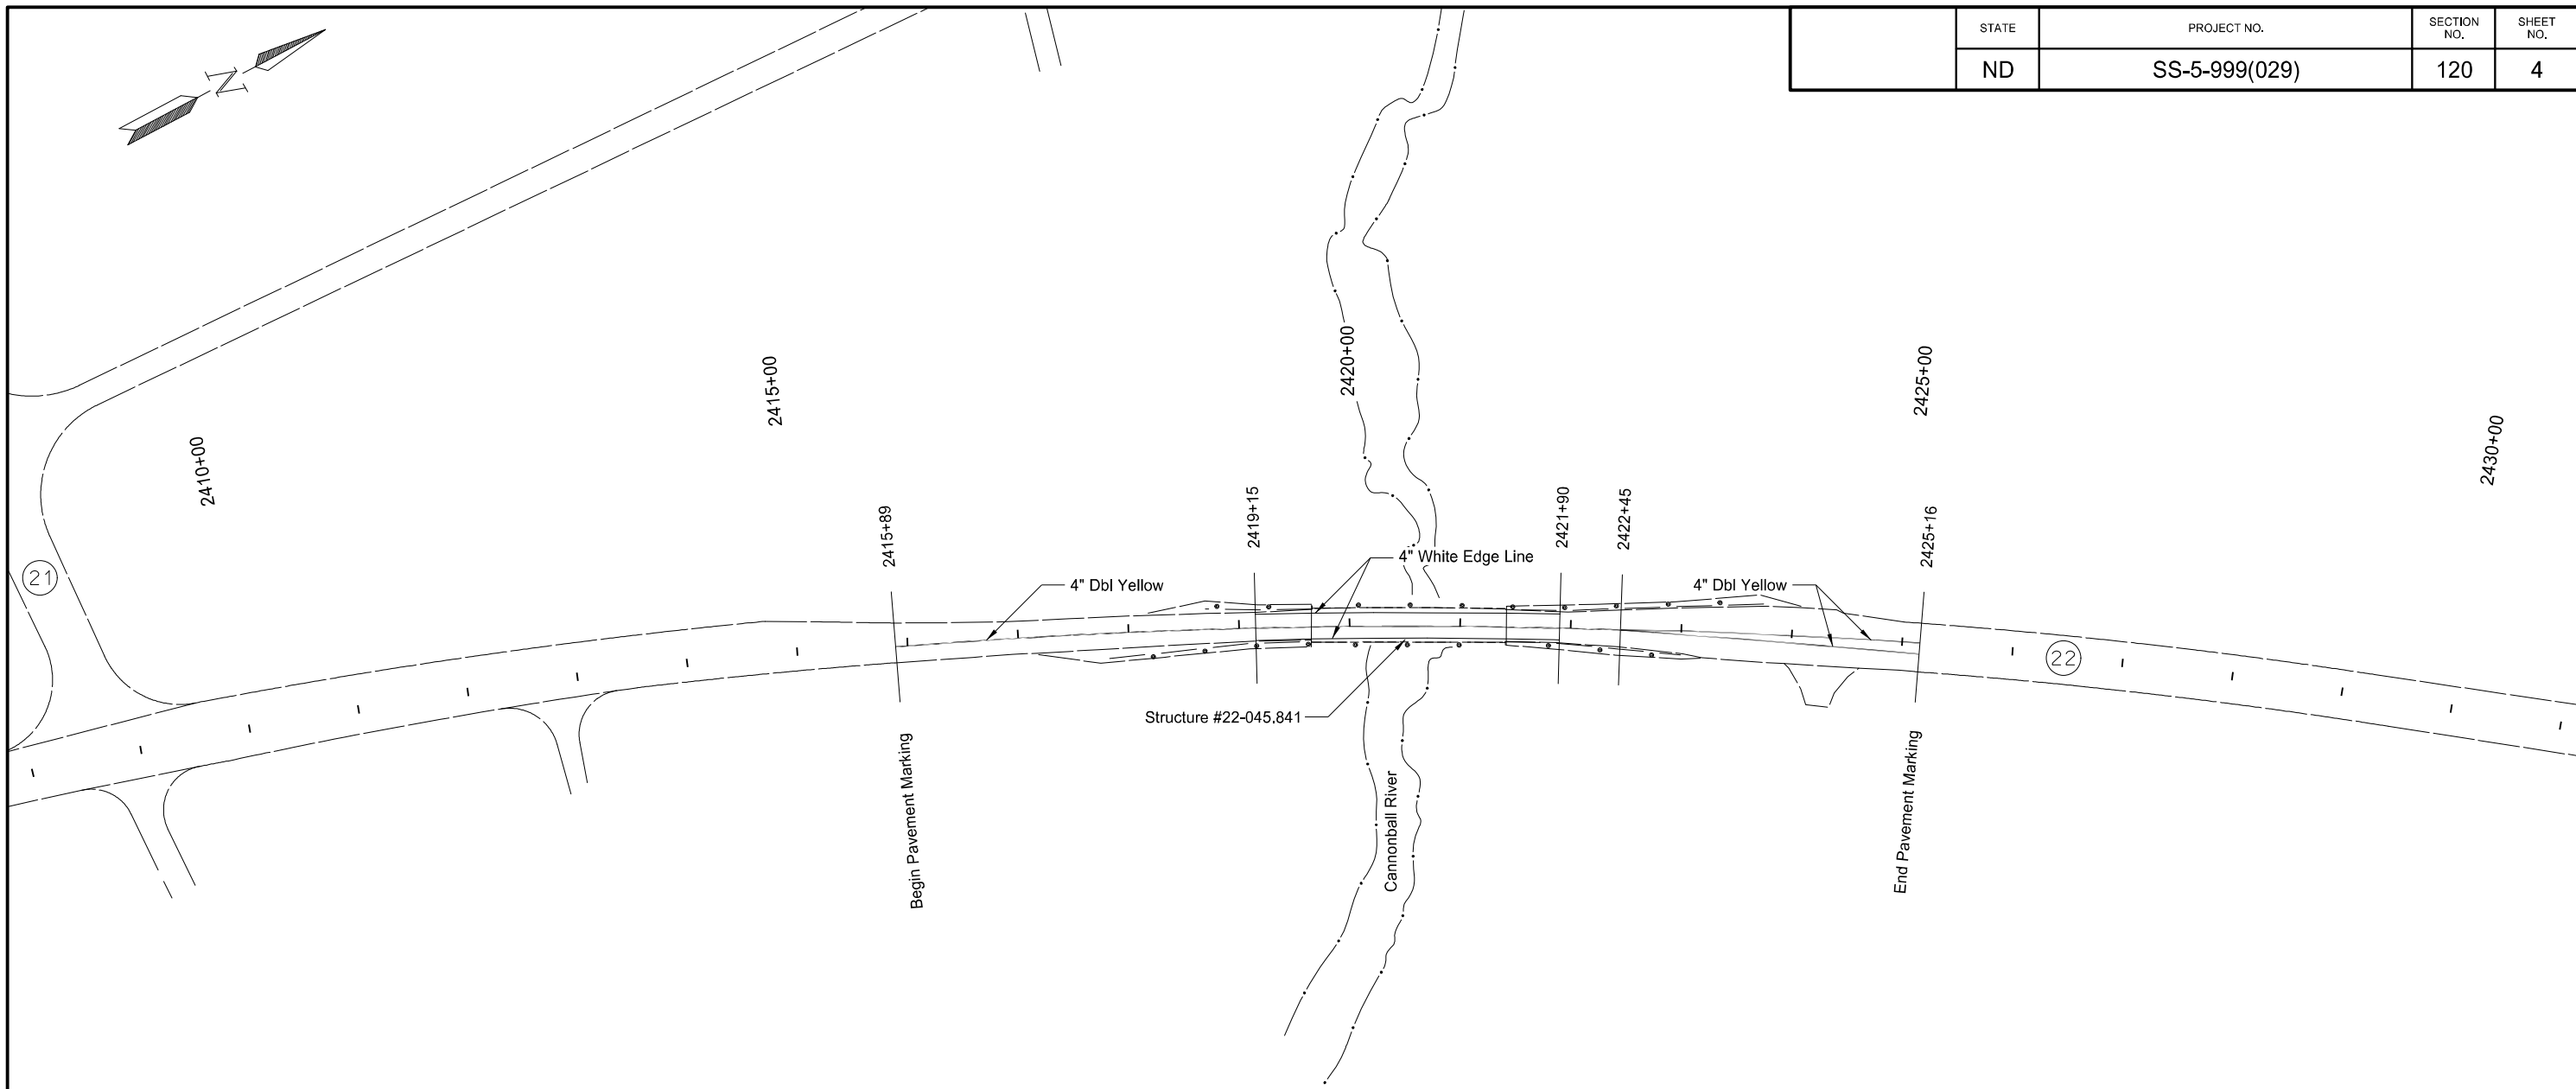 STATE
PROJECT NO.
SECTION NO.
SHEET NO.
ND
SS-5-999(029)
120
4
N
2410+00
2415+00
2420+00
2425+00
2430+00
2415+89
2419+15
2421+90
2422+45
2425+16
4" White Edge Line
4" Dbl Yellow
4" Dbl Yellow
21
22
Structure #22-045.841
Begin Pavement Marking
Cannonball River
End Pavement Marking